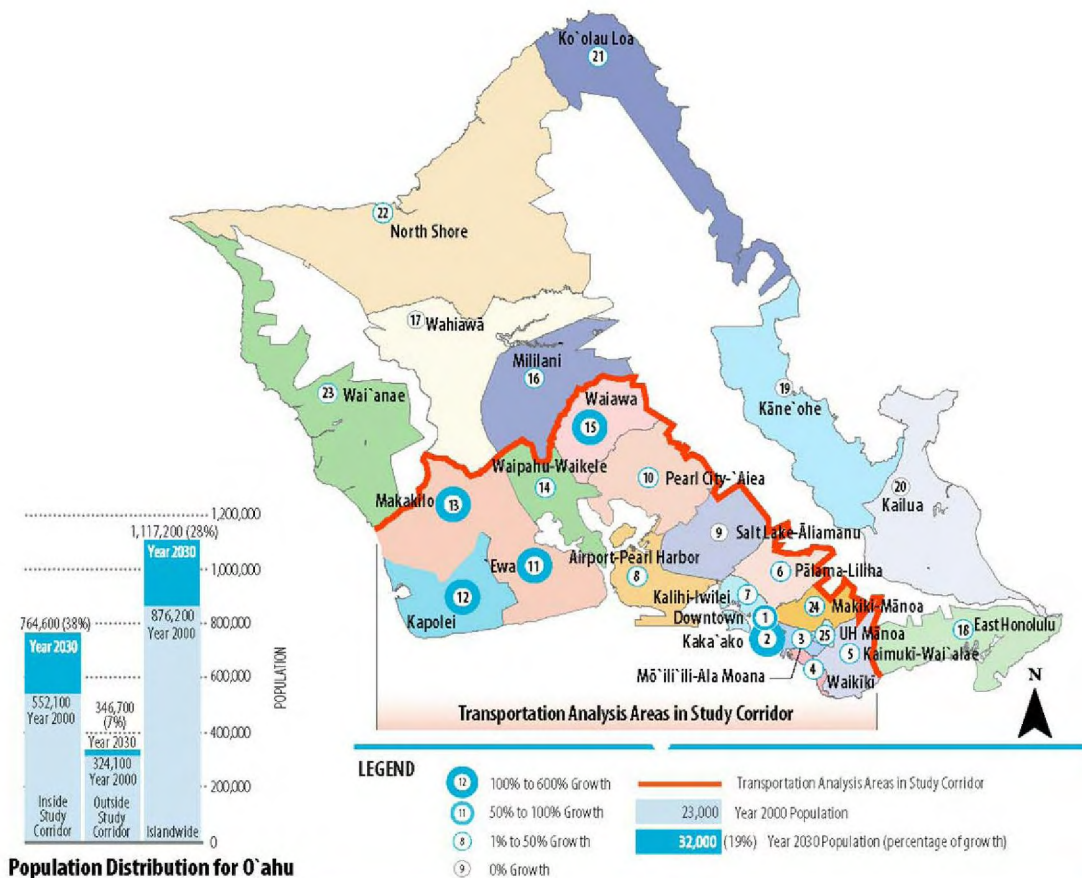 Ko`olau Loa
21
22
North Shore
17
Wahiawā
Mililani
16
23
Wai`anae
19
Kāne`ohe
Waiawa
15
Waipahu-Waikele
14
10
Pearl City-`Aiea
20
Kailua
Makakilo
13
9
Salt Lake-Āliamanu
`Ewa
11
Airport-Pearl Harbor
8
6
Pālama-Liliha
12
Kapolei
Kalihi-Iwilei
7
24
Makiki-Mānoa
Downtown
1
Kaka`ako
2
3
25
UH Mānoa
18
East Honolulu
5
Kaimukī-Wai`alae
Mō`ili`ili-Ala Moana
4
Waikīkī
N
Transportation Analysis Areas in Study Corridor
1,200,000
1,117,200 (28%)
Year 2030
1,000,000
764,600 (38%)
876,200
Year 2000
800,000
Year 2030
600,000
POPULATION
552,100
Year 2000
346,700
(7%)
400,000
Year 2030
324,100
Year 2000
200,000
0
Inside
Study
Corridor
Outside
Study
Corridor
Islandwide
Population Distribution for O`ahu
LEGEND
12 100% to 600% Growth
11 50% to 100% Growth
8 1% to 50% Growth
9 0% Growth
Transportation Analysis Areas in Study Corridor
23,000 Year 2000 Population
32,000 (19%) Year 2030 Population (percentage of growth)